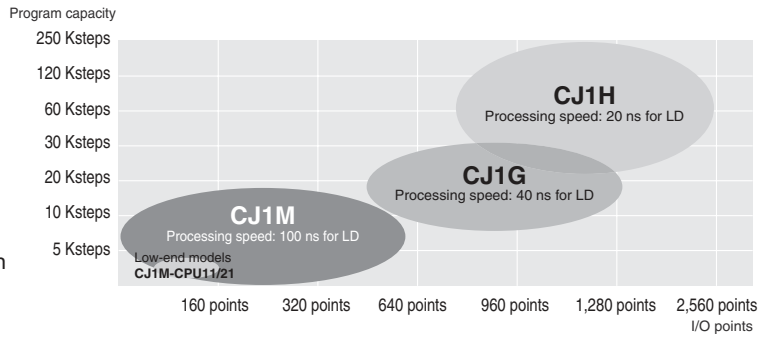 Program capacity
250 Ksteps
120 Ksteps
60 Ksteps
30 Ksteps
20 Ksteps
10 Ksteps
5 Ksteps
CJ1H
Processing speed: 20 ns for LD
CJ1G
Processing speed: 40 ns for LD
CJ1M
Processing speed: 100 ns for LD
Low-end models
CJ1M-CPU11/21
n
160 points 320 points 640 points 960 points 1,280 points 2,560 points
I/O points